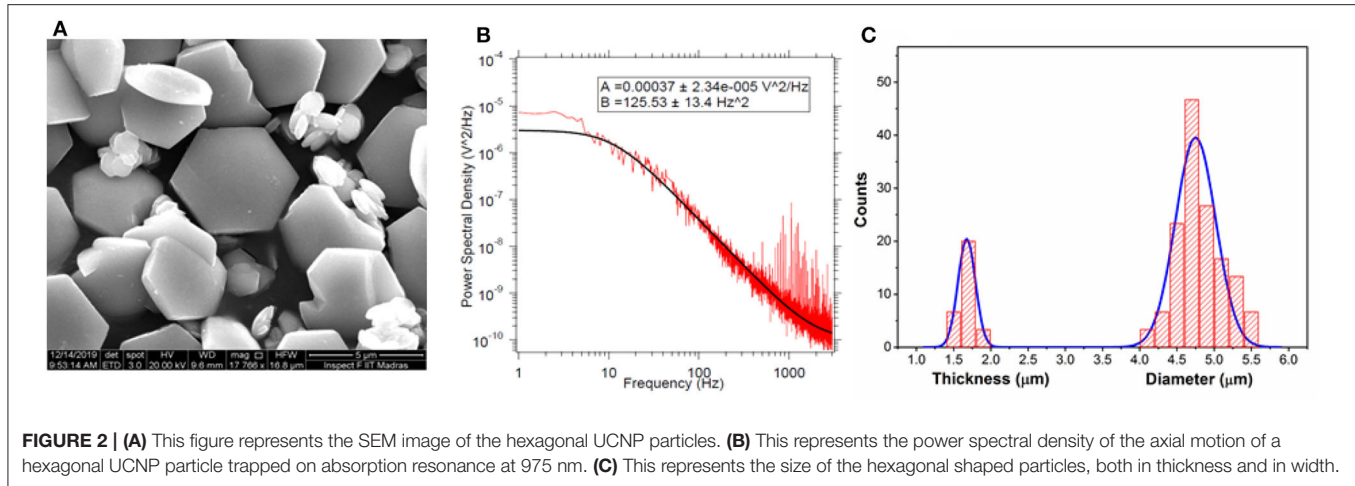 A
12/14/2019 det spot HV WD mag HFW 5 µm
9:53:14 AM ETD 3.0 20.00 kV 9.6 mm 17 766 x 16.8 µm Inspect F IIT Madras
B
A =0.00037 ± 2.34e-005 V^2/Hz
B =125.53 ± 13.4 Hz^2
Power Spectral Density (V^2/Hz)
10^-4
10^-5
10^-6
10^-7
10^-8
10^-9
10^-10
1 10 100 1000
Frequency (Hz)
C
Counts
50
40
30
20
10
0
1.0 1.5 2.0 2.5 3.0 3.5 4.0 4.5 5.0 5.5 6.0
Thickness (µm) Diameter (µm)
FIGURE 2 | (A) This figure represents the SEM image of the hexagonal UCNP particles. (B) This represents the power spectral density of the axial motion of a
hexagonal UCNP particle trapped on absorption resonance at 975 nm. (C) This represents the size of the hexagonal shaped particles, both in thickness and in width.